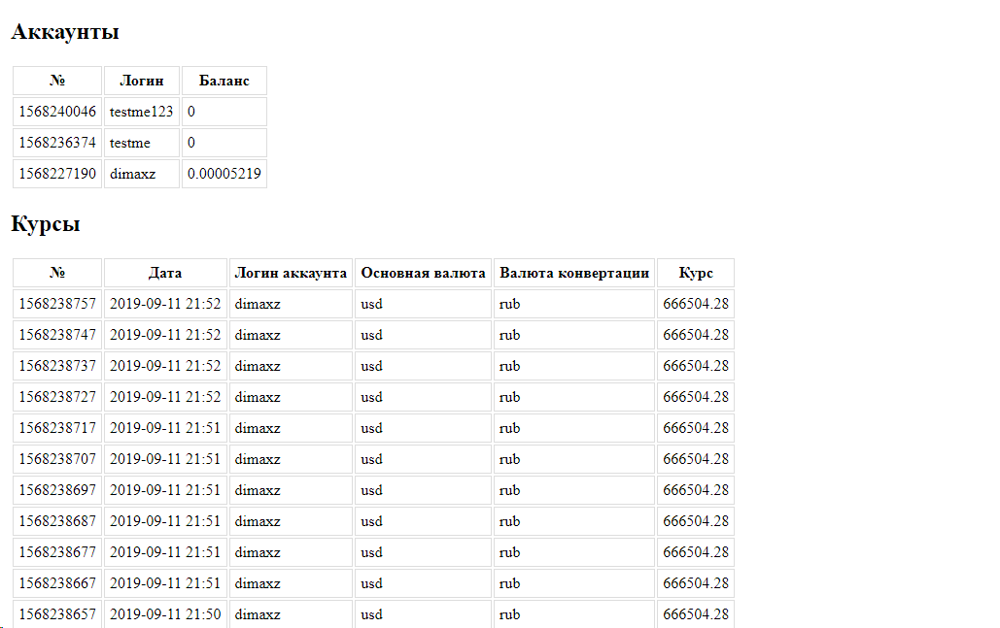 Аккаунты
№ Логин Баланс
1568240046 testme123 0
1568236374 testme 0
1568227190 dimaxz 0.00005219
Курсы
№ Дата Логин аккаунта Основная валюта Валюта конвертации Курс
1568238757 2019-09-11 21:52 dimaxz usd rub 666504.28
1568238747 2019-09-11 21:52 dimaxz usd rub 666504.28
1568238737 2019-09-11 21:52 dimaxz usd rub 666504.28
1568238727 2019-09-11 21:52 dimaxz usd rub 666504.28
1568238717 2019-09-11 21:51 dimaxz usd rub 666504.28
1568238707 2019-09-11 21:51 dimaxz usd rub 666504.28
1568238697 2019-09-11 21:51 dimaxz usd rub 666504.28
1568238687 2019-09-11 21:51 dimaxz usd rub 666504.28
1568238677 2019-09-11 21:51 dimaxz usd rub 666504.28
1568238667 2019-09-11 21:51 dimaxz usd rub 666504.28
1568238657 2019-09-11 21:50 dimaxz usd rub 666504.28